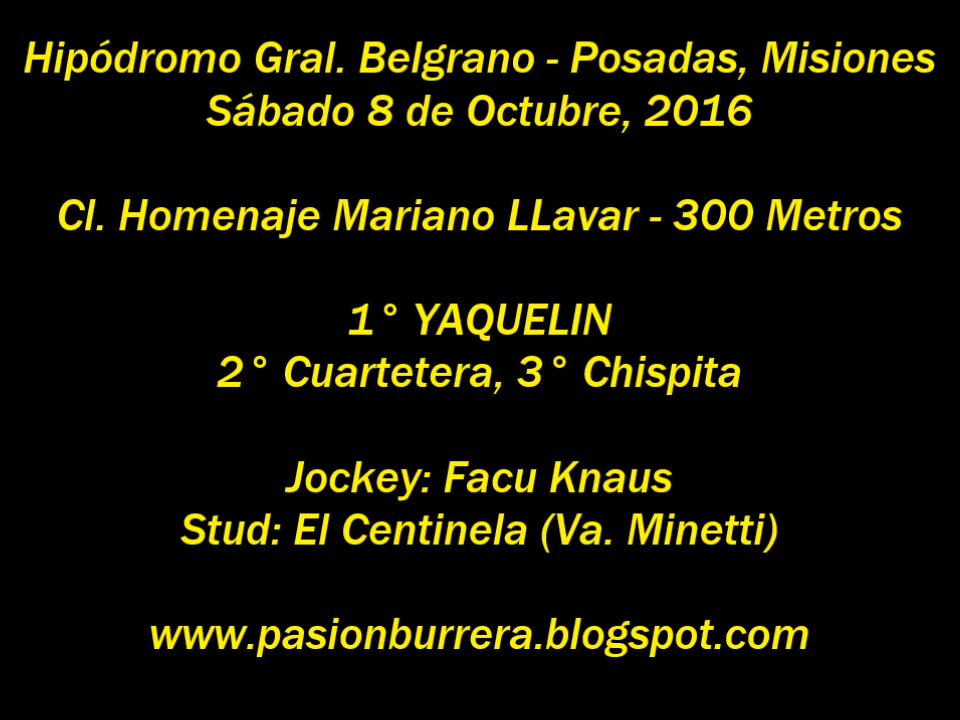 Hipódromo Gral. Belgrano - Posadas, Misiones
Sábado 8 de Octubre, 2016
Cl. Homenaje Mariano LLavar - 300 Metros
1° YAQUELIN
2° Cuartetera, 3° Chispita
Jockey: Facu Knaus
Stud: El Centinela (Va. Minetti)
www.pasionburrera.blogspot.com